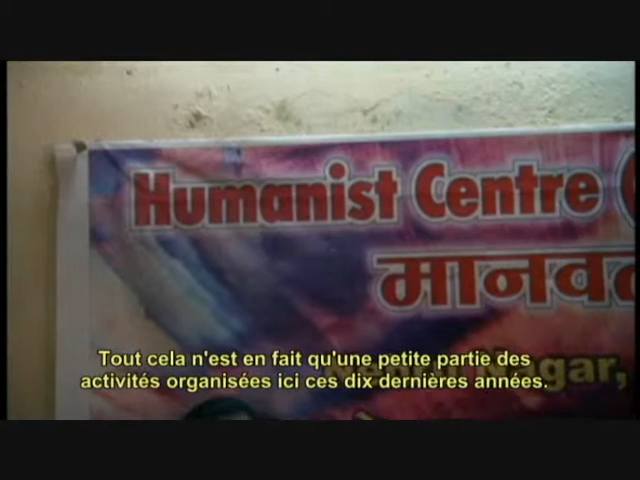 Humanist Centre (
मानवत
Nagar,
Tout cela n'est en fait qu'une petite partie des
activités organisées ici ces dix dernières années.